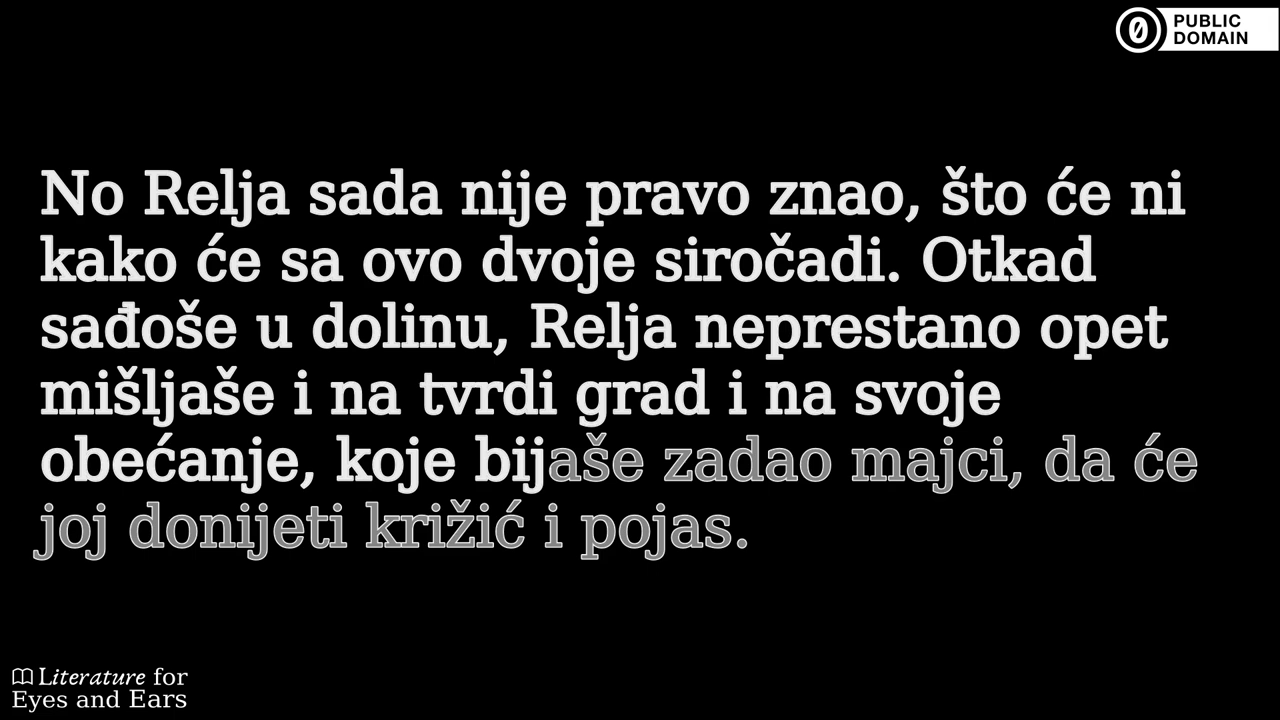 PUBLIC
DOMAIN
No Relja sada nije pravo znao, što će ni
kako će sa ovo dvoje siročadi. Otkad
sađoše u dolinu, Relja neprestano opet
mišljaše i na tvrdi grad i na svoje
obećanje, koje bijaše zadao majci, da će
joj donijeti križić i pojas.
Literature for
Eyes and Ears